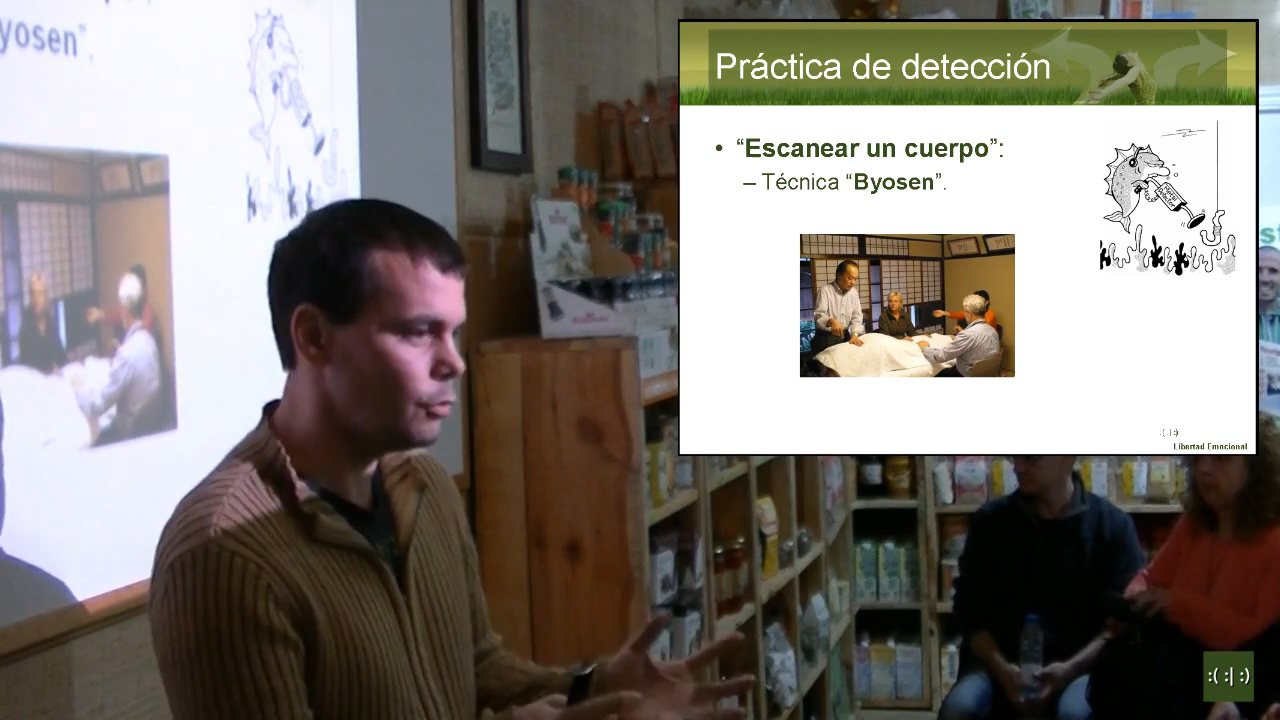 yosen".
Práctica de detección
• “Escanear un cuerpo”:
– Técnica “Byosen”.
:( :| :)
Libertad Emocional
:( :| :)